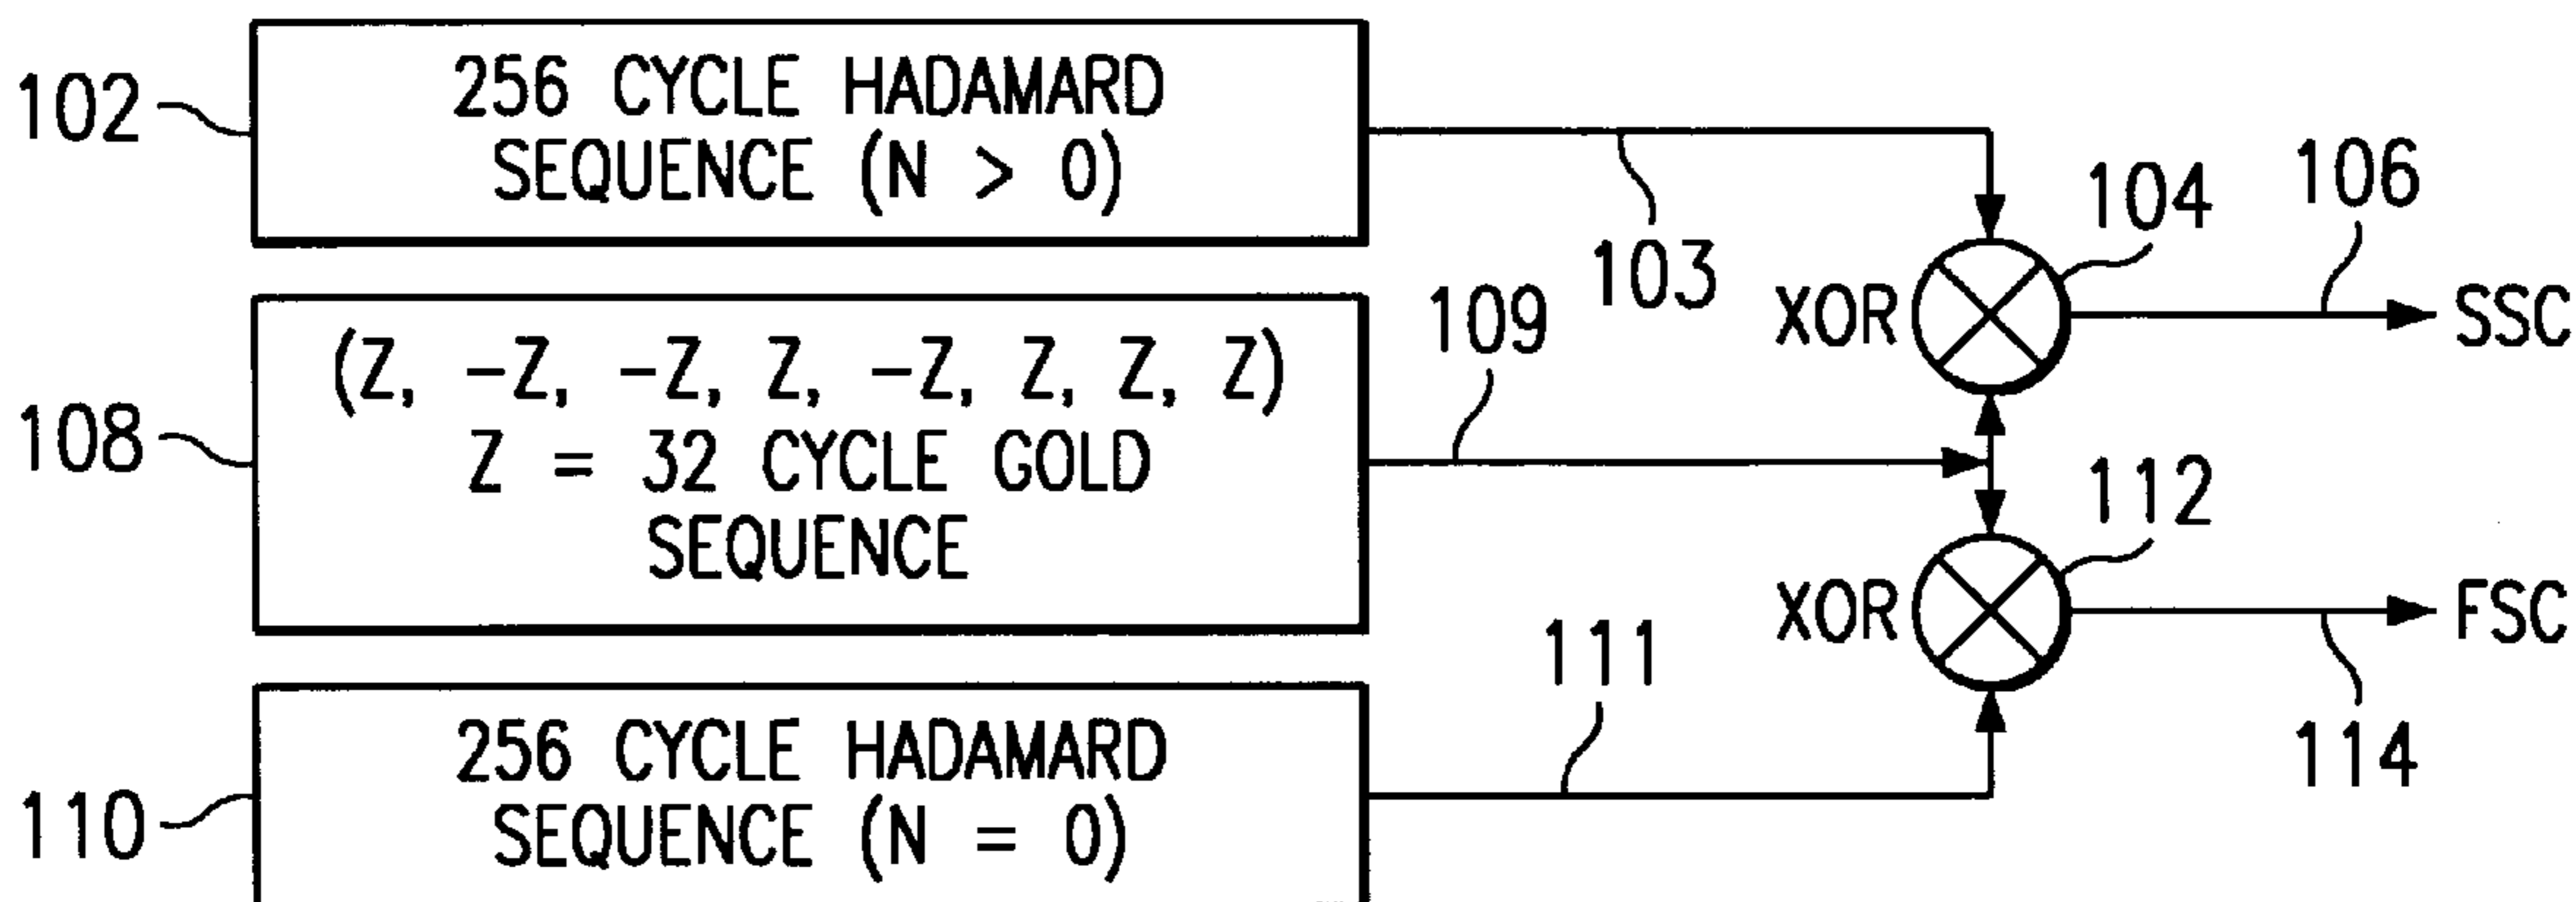 102
256 CYCLE HADAMARD
SEQUENCE (N > 0)
103
104
106
XOR
SSC
108
(Z, -Z, -Z, Z, -Z, Z, Z, Z)
Z = 32 CYCLE GOLD
SEQUENCE
109
112
XOR
FSC
110
256 CYCLE HADAMARD
SEQUENCE (N = 0)
111
114